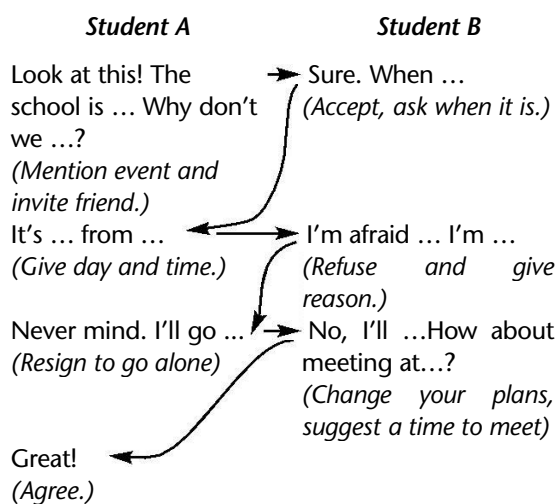 Student A
Student B
Look at this! The
school is … Why don't
we …?
(Mention event and
invite friend.)
Sure. When …
(Accept, ask when it is.)
It's … from …
(Give day and time.)
I'm afraid … I'm …
(Refuse and give
reason.)
Never mind. I'll go ...
(Resign to go alone)
No, I'll …How about
meeting at…?
(Change your plans,
suggest a time to meet)
Great!
(Agree.)